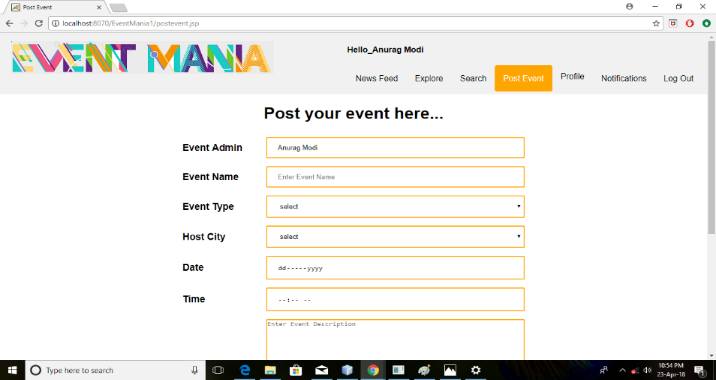 Post Event
localhost:8070/EventMania1/postevent.jsp
EVENT MANIA
Hello_Anurag Modi
News Feed Explore Search Post Event Profile Notifications Log Out
Post your event here...
Event Admin Anurag Modi
Event Name Enter Event Name
Event Type select
Host City select
Date dd-----yyyy
Time --:-- --
Enter Event Description
Type here to search
10:54 PM
23-Apr-18